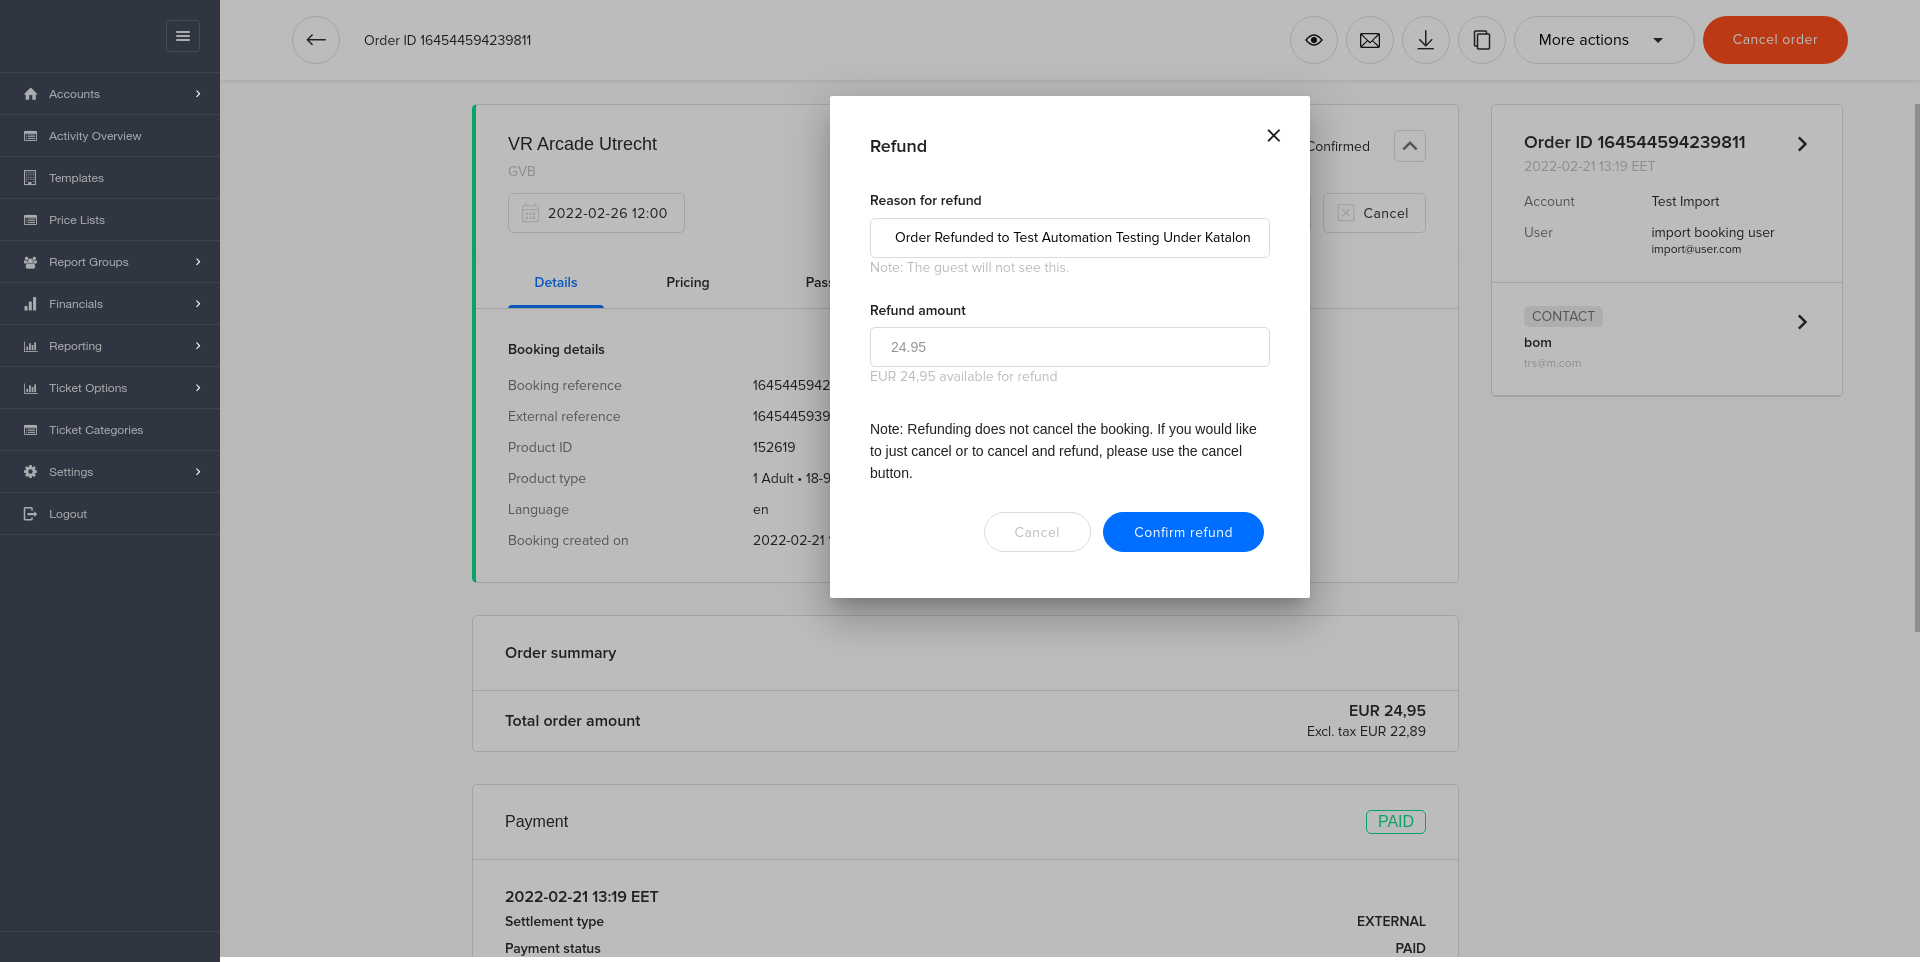 Order ID 164544594239811
More actions
Cancel order
Accounts
Activity Overview
Templates
Price Lists
Report Groups
Financials
Reporting
Ticket Options
Ticket Categories
Settings
Logout
VR Arcade Utrecht
GVB
Confirmed
2022-02-26 12:00
Cancel
Details
Pricing
Booking details
Booking reference
1645445942
External reference
1645445939
Product ID
152619
Product type
1 Adult • 18-9
Language
en
Booking created on
2022-02-21
Refund
Reason for refund
Order Refunded to Test Automation Testing Under Katalon
Note: The guest will not see this.
Refund amount
24.95
EUR 24,95 available for refund
Note: Refunding does not cancel the booking. If you would like
to just cancel or to cancel and refund, please use the cancel
button.
Cancel
Confirm refund
Order ID 164544594239811
2022-02-21 13:19 EET
Account
Test Import
User
import booking user
import@user.com
CONTACT
bom
trs@m.com
Order summary
Total order amount
EUR 24,95
Excl. tax EUR 22,89
Payment
PAID
2022-02-21 13:19 EET
Settlement type
EXTERNAL
Payment status
PAID